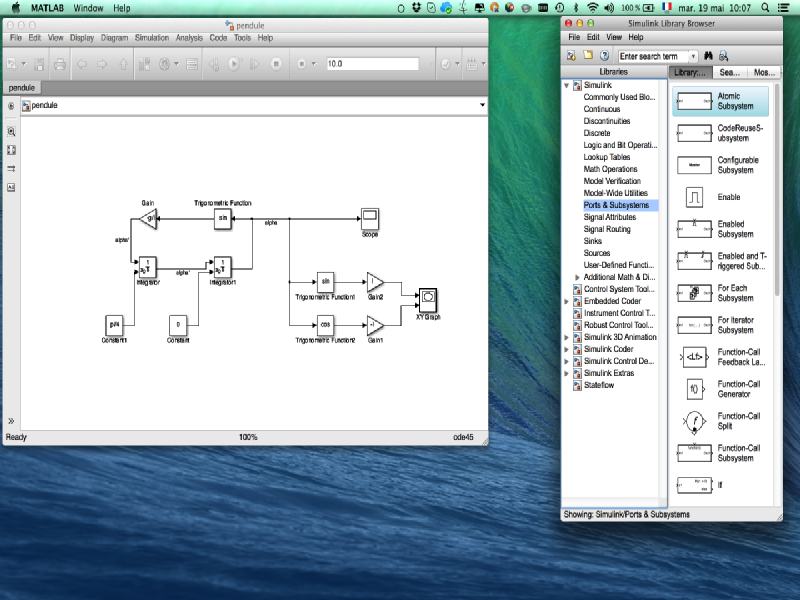 MATLAB Window Help
100 % mar. 19 mai 10:07
pendule
File Edit View Display Diagram Simulation Analysis Code Tools Help
10.0
pendule
pendule
Gain
Trigonometric Function
sin
alpha
Scope
alpha''
Integrator
alpha'
Integrator1
sin
Trigonometric Function1
Gain2
XY Graph
pi/4
Constant1
0
Constant
cos
Trigonometric Function2
-l
Gain1
Ready
100%
ode45
Simulink Library Browser
File Edit View Help
Enter search term
Libraries
Library:... Sea... Mos...
Simulink
Commonly Used Blo...
Continuous
Discontinuities
Discrete
Logic and Bit Operati...
Lookup Tables
Math Operations
Model Verification
Model-Wide Utilities
Ports & Subsystems
Signal Attributes
Signal Routing
Sinks
Sources
User-Defined Functi...
Additional Math & Di...
Control System Tool...
Embedded Coder
Instrument Control T...
Robust Control Tool...
Simulink 3D Animation
Simulink Coder
Simulink Control De...
Simulink Extras
Stateflow
Atomic
Subsystem
CodeReuseS-
ubsystem
Configurable
Subsystem
Enable
Enabled
Subsystem
Enabled and T-
riggered Sub...
For Each
Subsystem
For Iterator
Subsystem
Function-Call
Feedback La...
f()
Function-Call
Generator
f
Function-Call
Split
Function-Call
Subsystem
If
Showing: Simulink/Ports & Subsystems